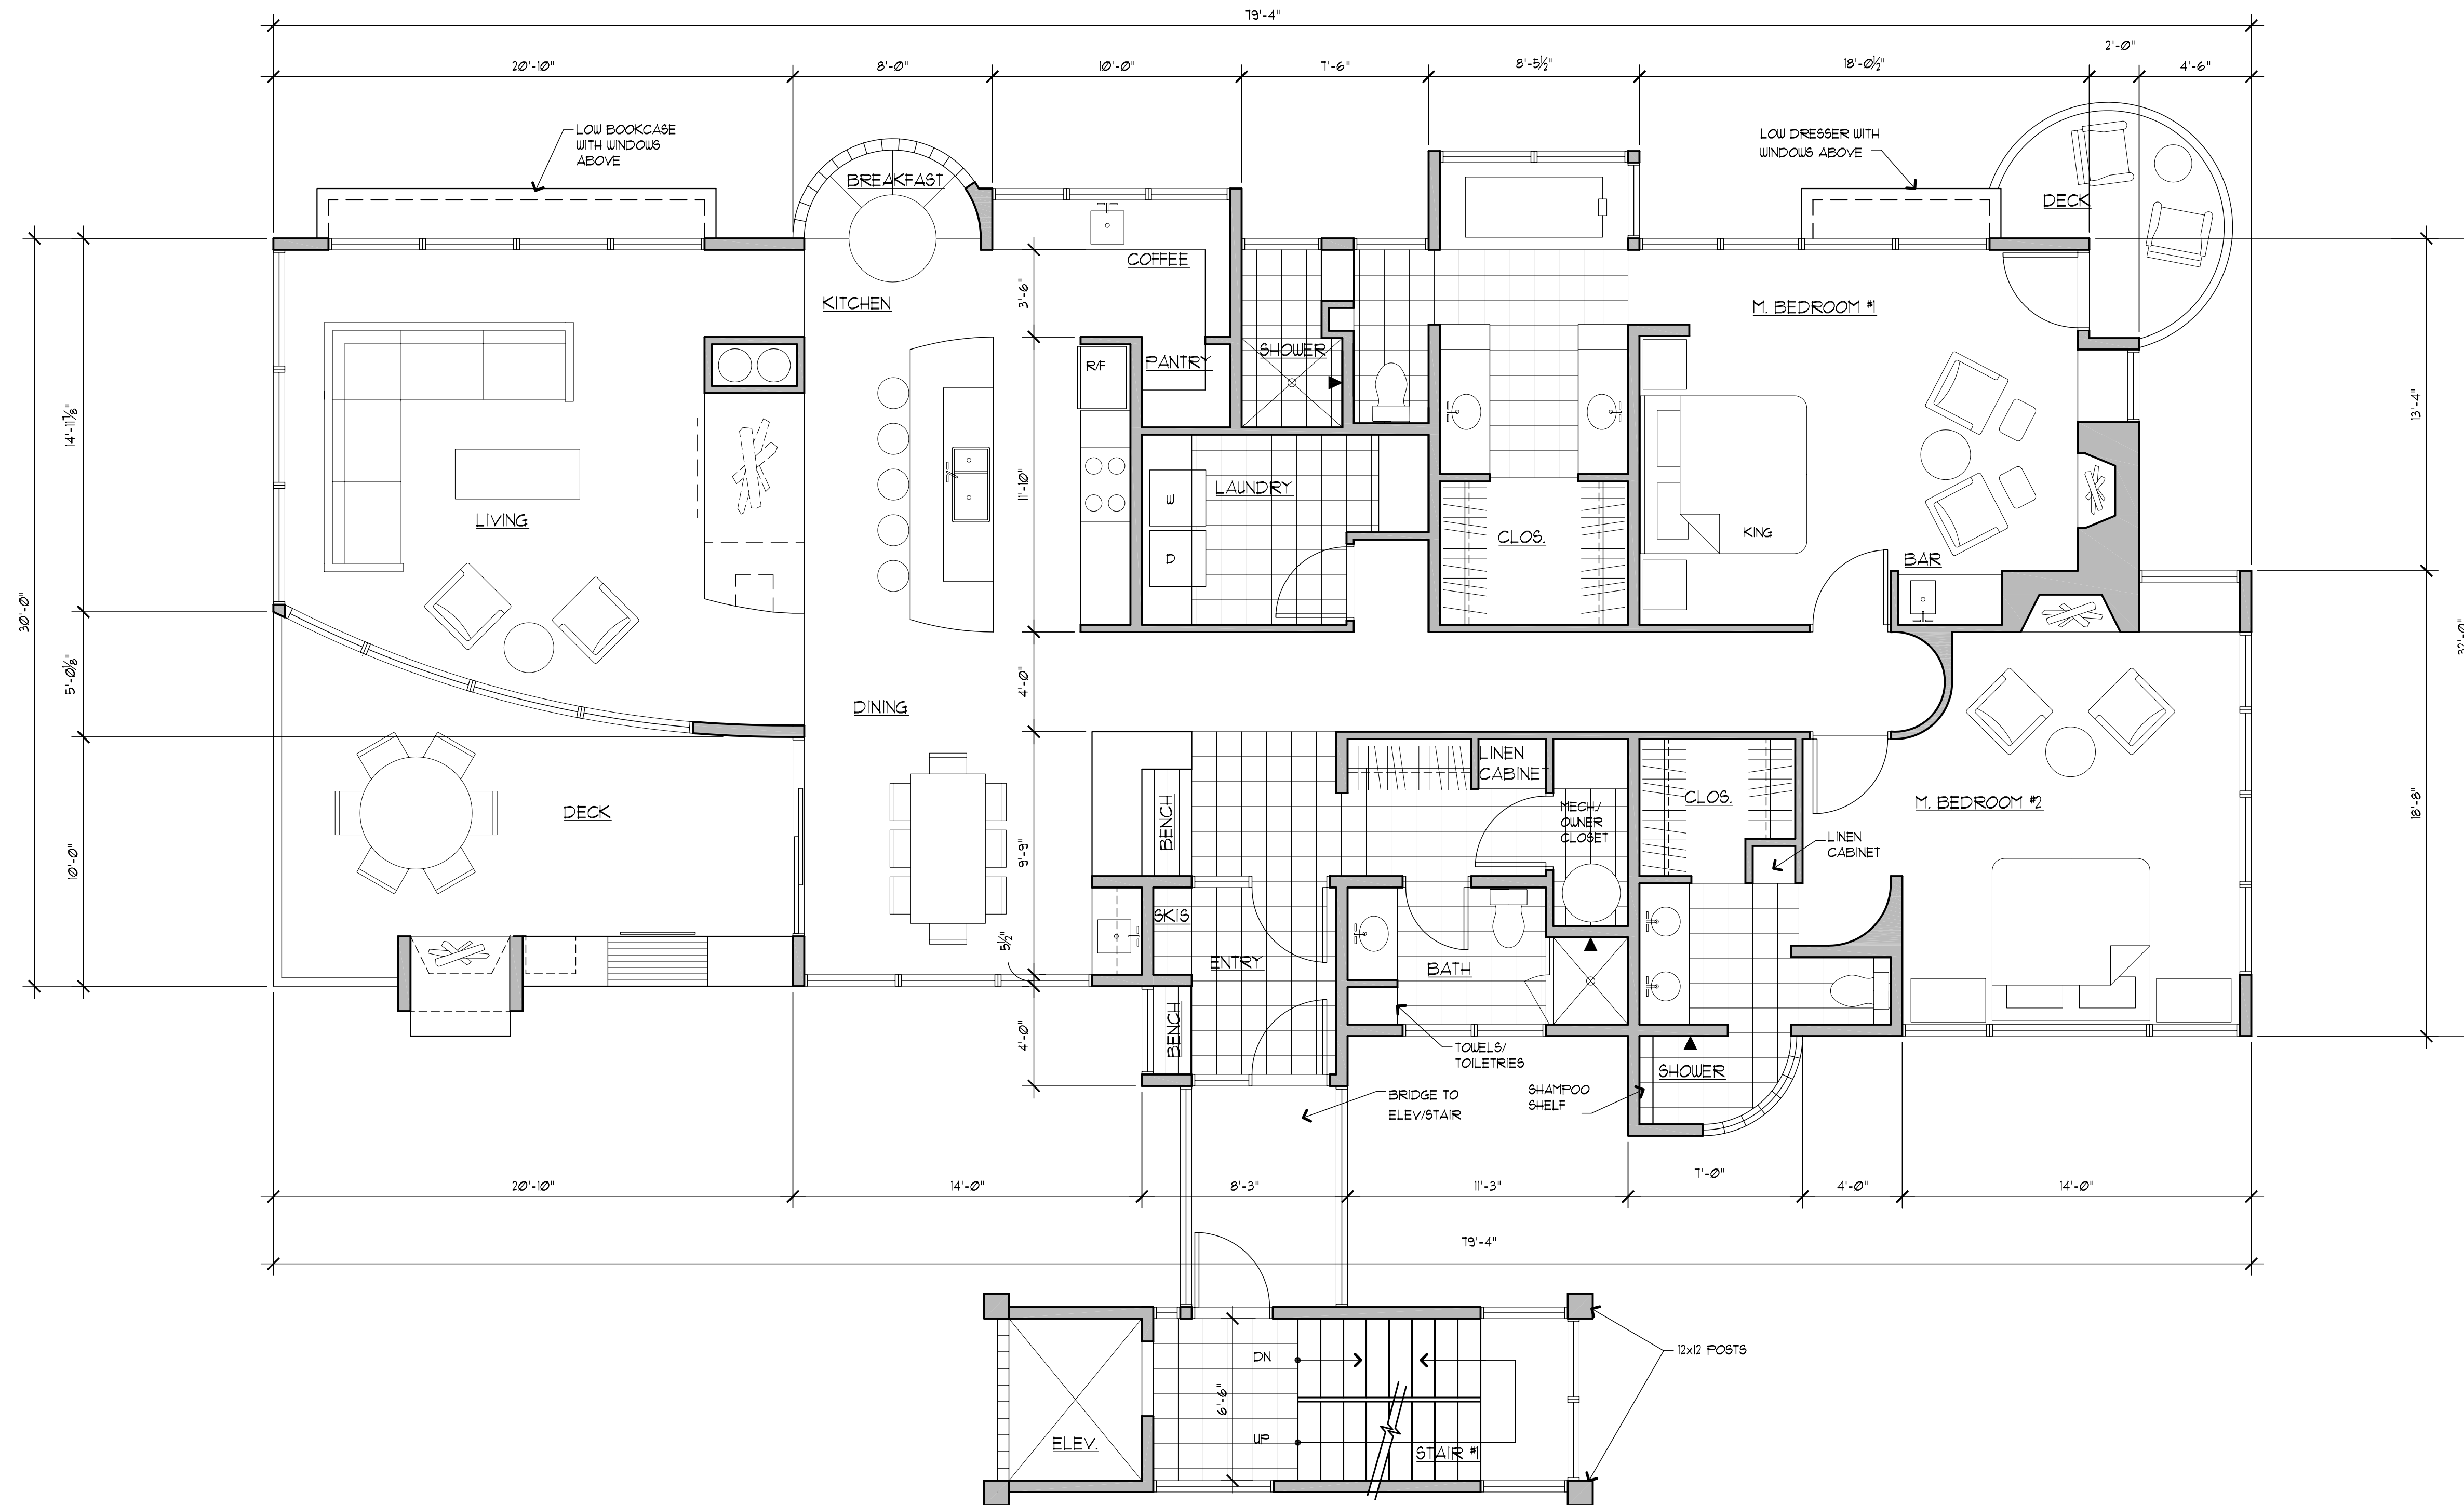 79'-4"
20'-10"
8'-0"
10'-0"
7'-6"
8'-5½"
18'-0½"
2'-0"
4'-6"
LOW BOOKCASE
WITH WINDOWS
ABOVE
LOW DRESSER WITH
WINDOWS ABOVE
BREAKFAST
DECK
COFFEE
KITCHEN
M. BEDROOM #1
3'-6"
SHOWER
PANTRY
R/F
14'-11⅞"
13'-4"
11'-10"
LAUNDRY
W
LIVING
CLOS.
KING
D
BAR
30'-0"
32'-0"
5'-0⅛"
4'-0"
DINING
LINEN
CABINET
BENCH
CLOS.
M. BEDROOM #2
MECH./
OWNER
CLOSET
DECK
LINEN
CABINET
18'-8"
10'-0"
9'-9"
SKIS
5½"
ENTRY
BATH
BENCH
4'-0"
TOWELS/
TOILETRIES
SHOWER
SHAMPOO
SHELF
BRIDGE TO
ELEV/STAIR
20'-10"
14'-0"
8'-3"
11'-3"
7'-0"
4'-0"
14'-0"
79'-4"
DN
12x12 POSTS
6'-6"
UP
ELEV.
STAIR #1